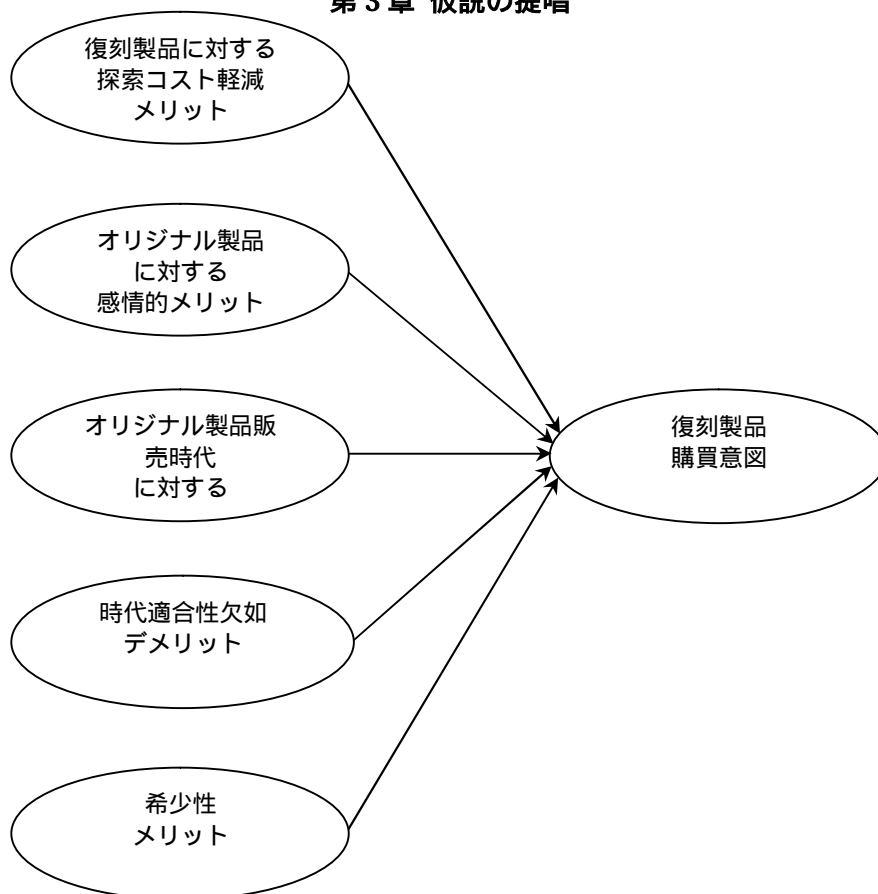 第 3 章 仮説の提唱
復刻製品に対する
探索コスト軽減
メリット
オリジナル製品
に対する
感情的メリット
オリジナル製品販
売時代
に対する
復刻製品
購買意図
時代適合性欠如
デメリット
希少性
メリット